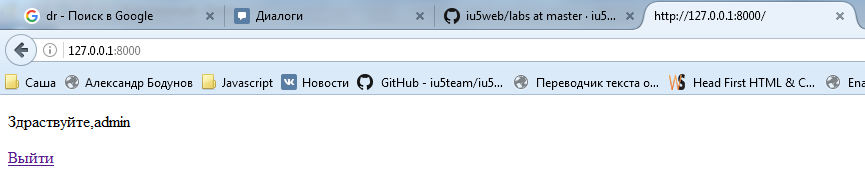 dr - Поиск в Google Диалоги iu5web/labs at master · iu5... http://127.0.0.1:8000/
127.0.0.1:8000
Саша Александр Бодунов Javascript Новости GitHub - iu5team/iu5... Переводчик текста о... Head First HTML & C... Ena
Здраствуйте,admin
Выйти